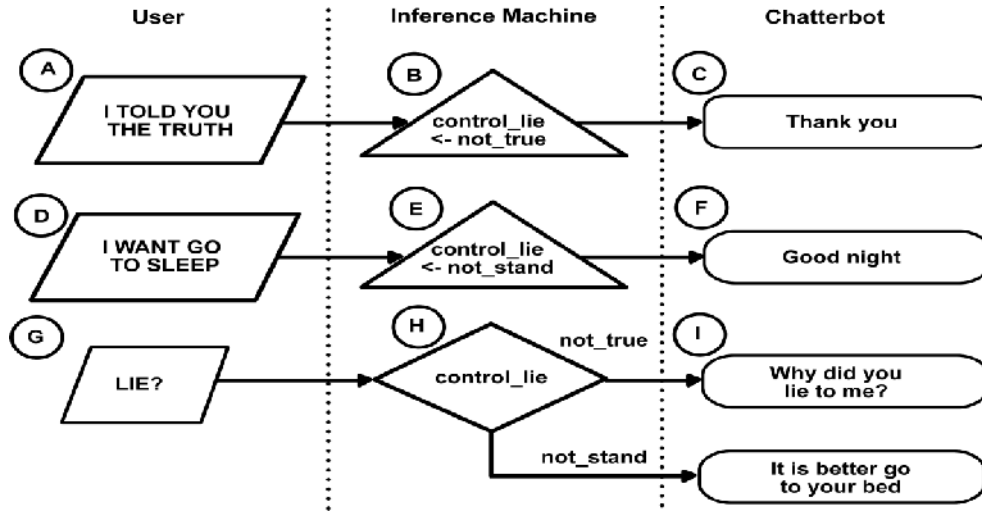 User
Inference Machine
Chatterbot
A
I TOLD YOU
THE TRUTH
B
control_lie
<- not_true
C
Thank you
D
I WANT GO
TO SLEEP
E
control_lie
<- not_stand
F
Good night
G
LIE?
H
control_lie
not_true
I
Why did you
lie to me?
not_stand
It is better go
to your bed